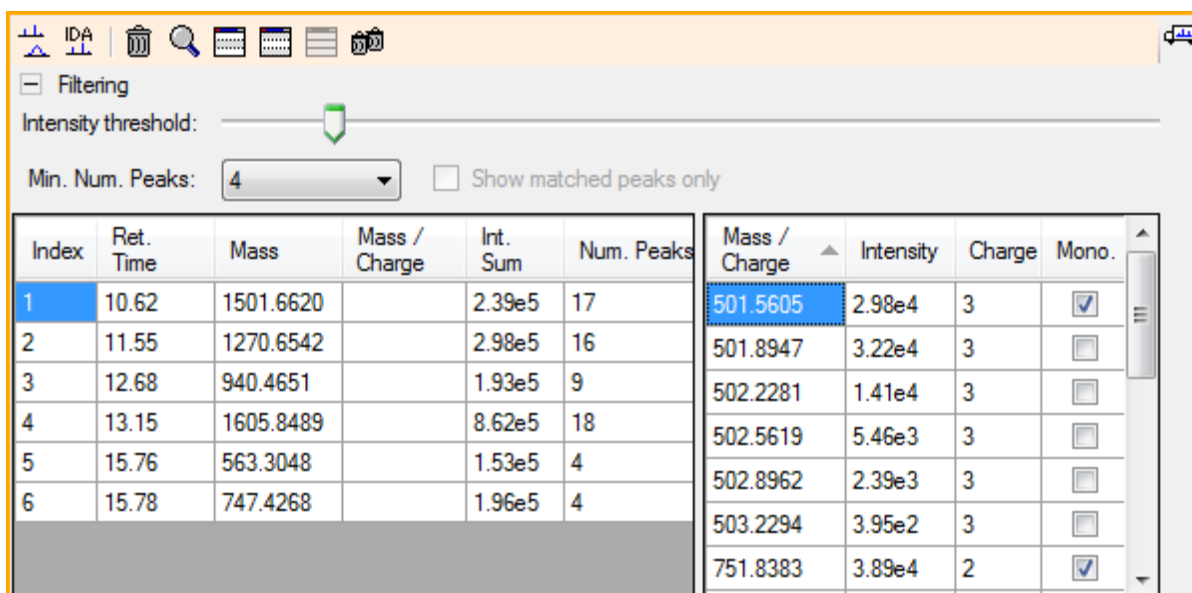 IDA
Filtering
Intensity threshold:
Min. Num. Peaks: 4 Show matched peaks only
Index Ret. Time Mass Mass / Charge Int. Sum Num. Peaks
1 10.62 1501.6620 2.39e5 17
2 11.55 1270.6542 2.98e5 16
3 12.68 940.4651 1.93e5 9
4 13.15 1605.8489 8.62e5 18
5 15.76 563.3048 1.53e5 4
6 15.78 747.4268 1.96e5 4
Mass / Charge Intensity Charge Mono.
501.5605 2.98e4 3
501.8947 3.22e4 3
502.2281 1.41e4 3
502.5619 5.46e3 3
502.8962 2.39e3 3
503.2294 3.95e2 3
751.8383 3.89e4 2